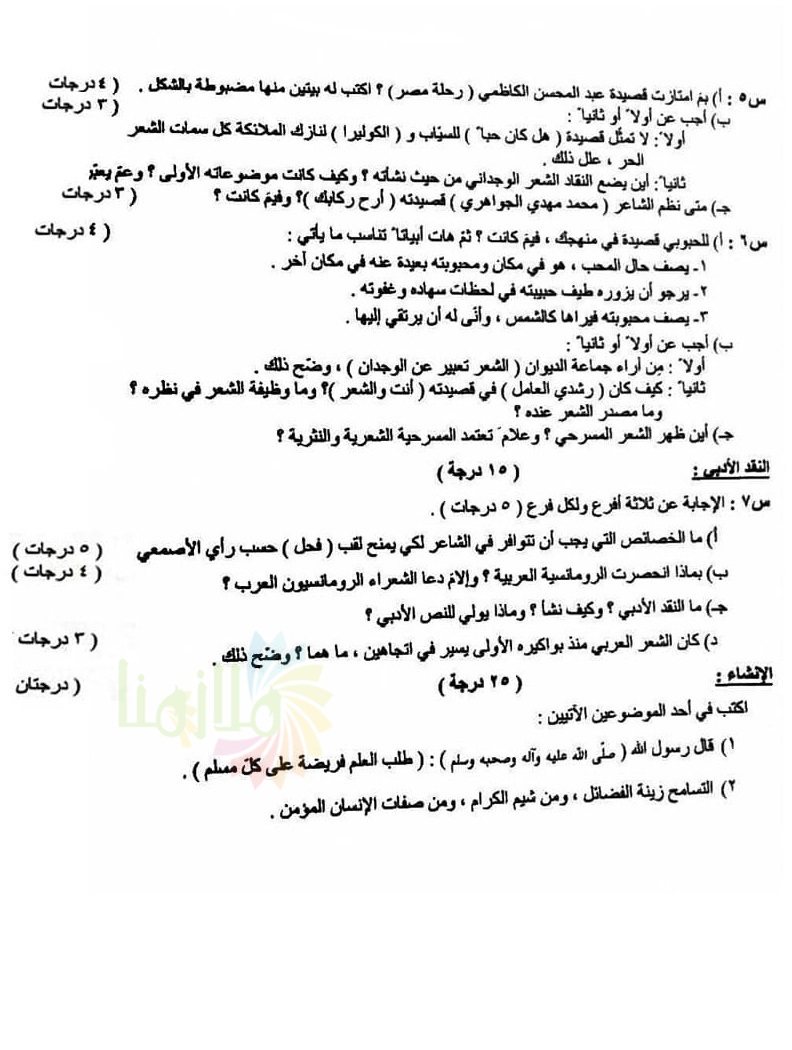 س٥ : أ) بمَ امتازت قصيدة عبد المحسن الكاظمي ( رحلة مصر ) ؟ اكتب له بيتين منها مضبوطة بالشكل . ( ٤ درجات
ب) أجب عن أولاً أو ثانياً : ( ٣ درجات )
أولاً: لا تمثّل قصيدة ( هل كان حباً ) للسيّاب و ( الكوليرا ) لنازك الملائكة كل سمات الشعر
الحر ، علل ذلك .
ثانياً: أين يضع النقاد الشعر الوجداني من حيث نشأته ؟ وكيف كانت موضوعاته الأولى ؟ وعمّ يعبّر
جـ) متى نظم الشاعر ( محمد مهدي الجواهري ) قصيدته ( أرح ركابك )؟ وفيمَ كانت ؟ ( ٣ درجات
س٦ : أ) للحبوبي قصيدة في منهجك ، فيمَ كانت ؟ ثمّ هات أبياتاً تناسب ما يأتي : ( ٤ درجات
١- يصف حال المحب ، هو في مكان ومحبوبته بعيدة عنه في مكان أخر .
٢- يرجو أن يزوره طيف حبيبته في لحظات سهاده وغفوته .
٣- يصف محبوبته فيراها كالشمس ، وأنّى له أن يرتقي إليها .
ب) أجب عن أولاً أو ثانياً :
أولاً : مِن أراء جماعة الديوان ( الشعر تعبير عن الوجدان ) ، وضّح ذلك .
ثانياً : كيف كان ( رشدي العامل ) في قصيدته ( أنت والشعر )؟ وما وظيفة الشعر في نظره ؟
وما مصدر الشعر عنده ؟
جـ) أين ظهر الشعر المسرحي ؟ وعلامَ تعتمد المسرحية الشعرية والنثرية ؟
النقد الأدبي : ( ١٥ درجة )
س٧ : الإجابة عن ثلاثة أفرع ولكل فرع ( ٥ درجات ) .
أ) ما الخصائص التي يجب أن تتوافر في الشاعر لكي يمنح لقب ( فحل ) حسب رأي الأصمعي ( ٥ درجات )
ب) بماذا انحصرت الرومانسية العربية ؟ وإلامَ دعا الشعراء الرومانسيون العرب ؟ ( ٤ درجات )
جـ) ما النقد الأدبي ؟ وكيف نشأ ؟ وماذا يولي للنص الأدبي ؟
د) كان الشعر العربي منذ بواكيره الأولى يسير في اتجاهين ، ما هما ؟ وضّح ذلك . ( ٣ درجات
الإنشاء : ( ٢٥ درجة ) ( درجتان
اكتب في أحد الموضوعين الآتيين :
١) قال رسول الله ( صلّى الله عليه وآله وصحبه وسلم ) : ( طلب العلم فريضة على كلّ مسلم ) .
٢) التسامح زينة الفضائل ، ومن شيم الكرام ، ومن صفات الإنسان المؤمن .
ملازمنا